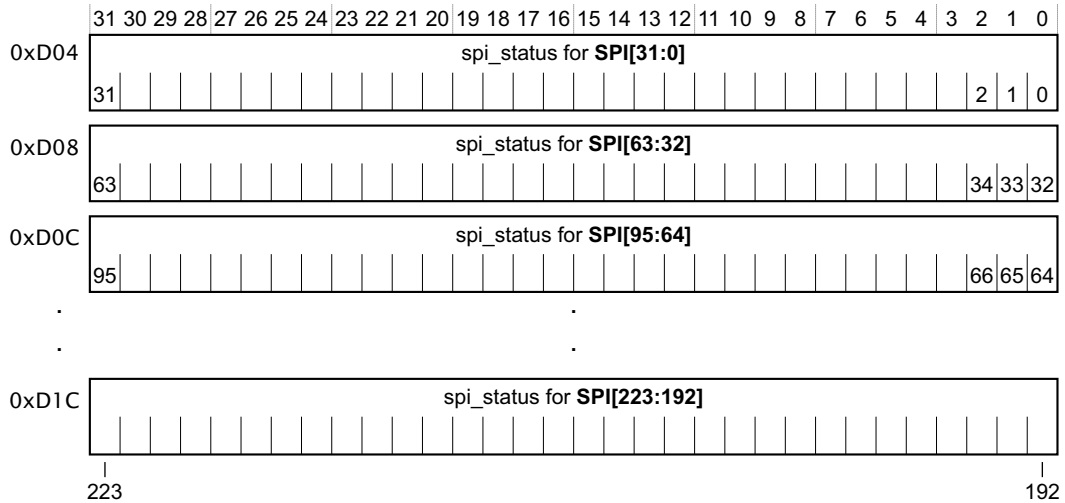 31 30 29 28 27 26 25 24 23 22 21 20 19 18 17 16 15 14 13 12 11 10 9 8 7 6 5 4 3 2 1 0
0xD04
spi_status for SPI[31:0]
31 2 1 0
0xD08
spi_status for SPI[63:32]
63 34 33 32
0xD0C
spi_status for SPI[95:64]
95 66 65 64
. .
. .
0xD1C
spi_status for SPI[223:192]
223 192